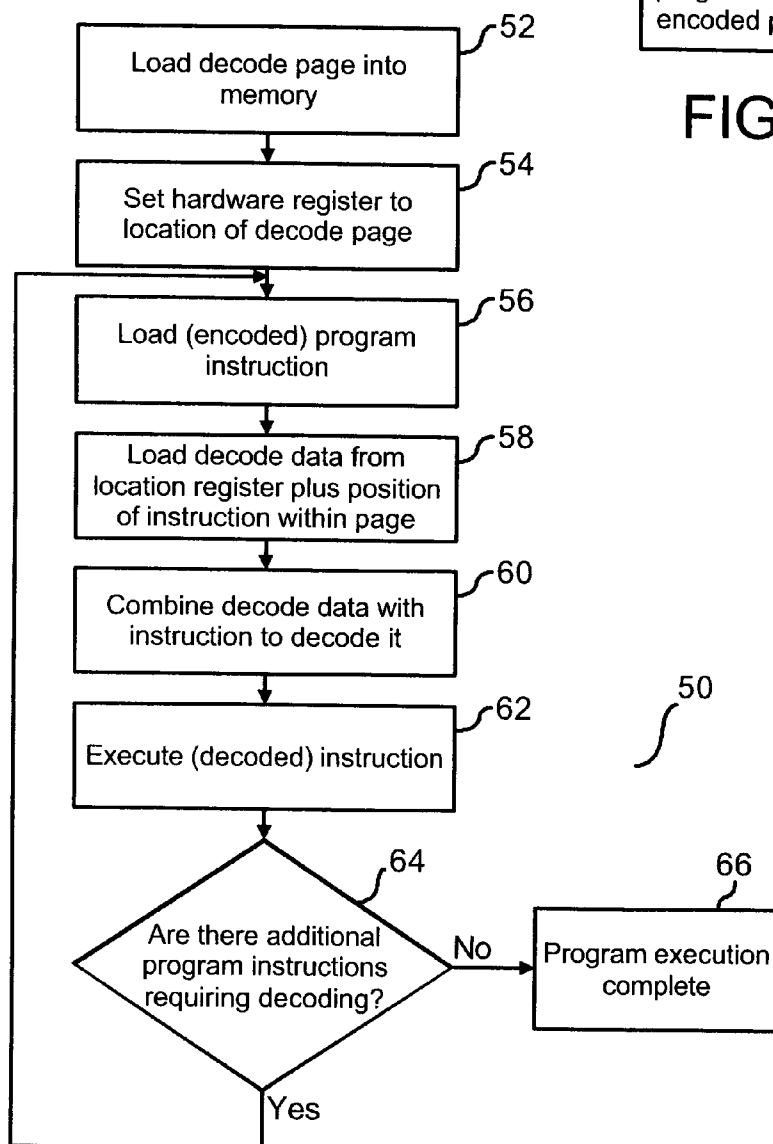 52
Load decode page into
memory
encoded
FIG
54
Set hardware register to
location of decode page
56
Load (encoded) program
instruction
58
Load decode data from
location register plus position
of instruction within page
60
Combine decode data with
instruction to decode it
62
Execute (decoded) instruction
50
64
Are there additional
program instructions
requiring decoding?
No
66
Program execution
complete
Yes